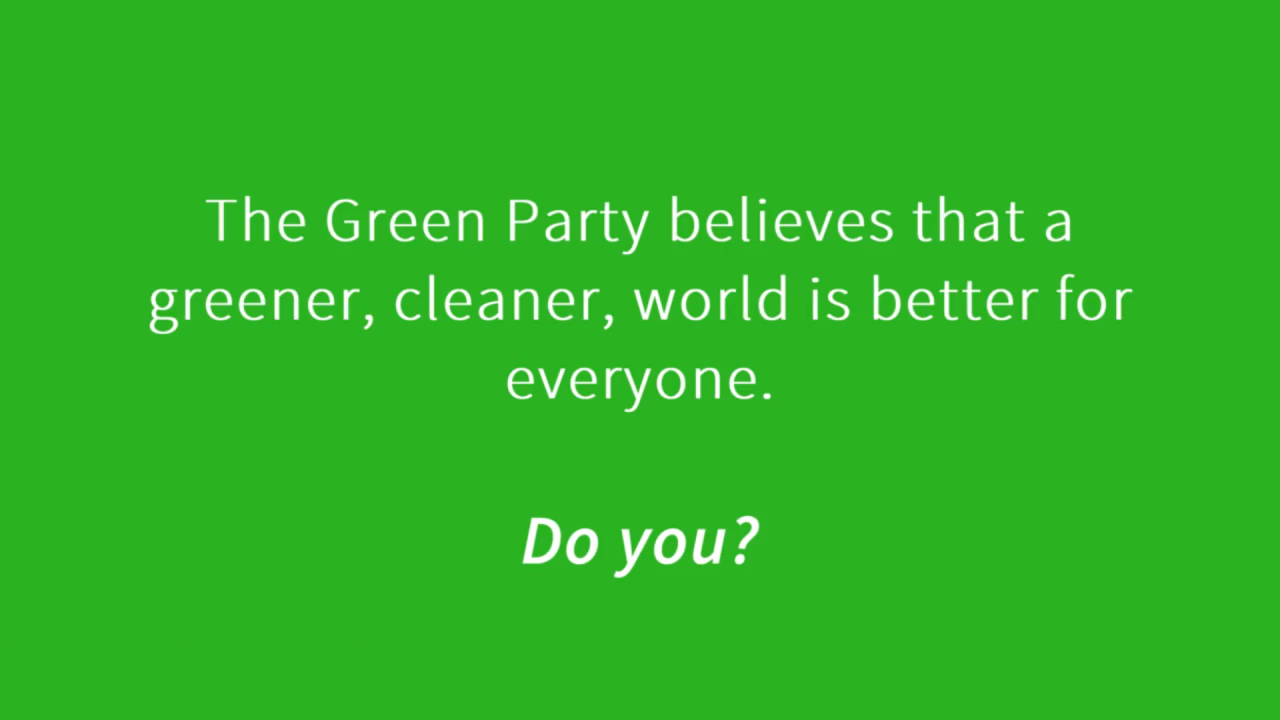 The Green Party believes that a
greener, cleaner, world is better for
everyone.
Do you?